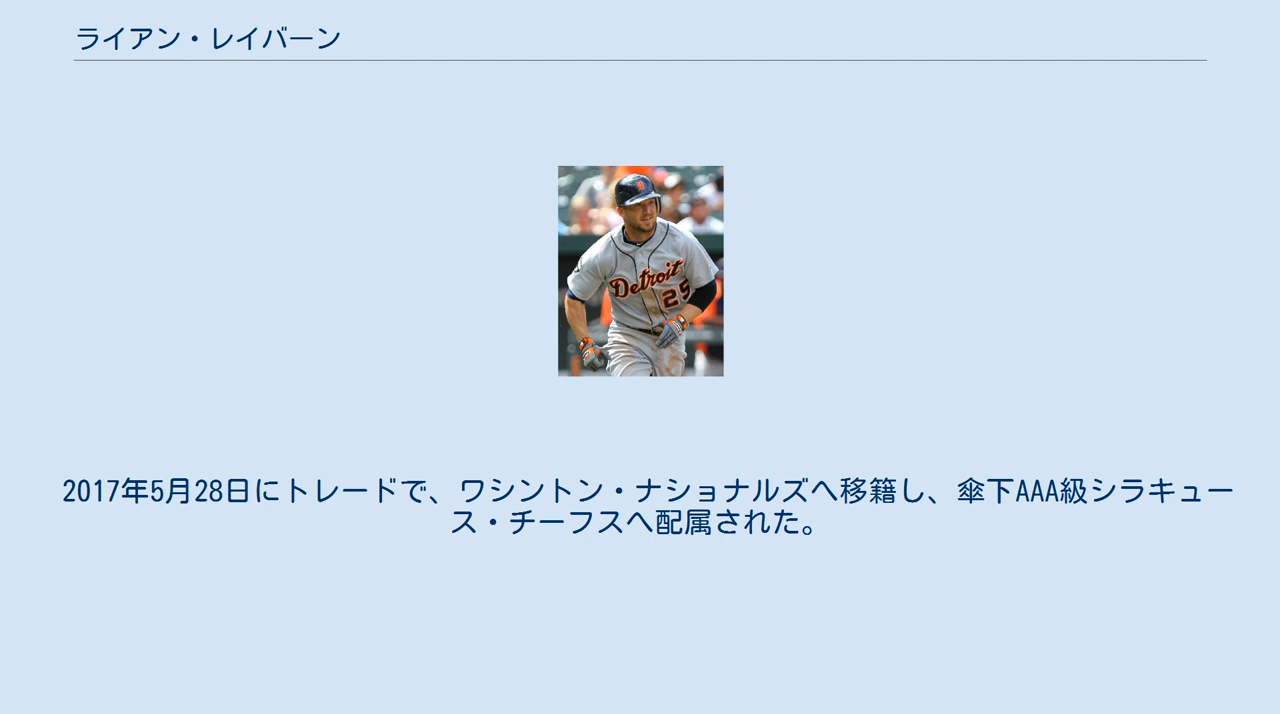 ライアン・レイバーン
Detroit
25
2017年5月28日にトレードで、ワシントン・ナショナルズへ移籍し、傘下AAA級シラキュー
ス・チーフスへ配属された。